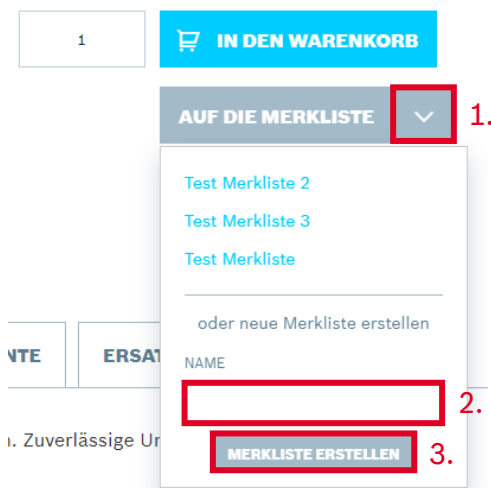 1
IN DEN WARENKORB
AUF DIE MERKLISTE
1.
Test Merkliste 2
Test Merkliste 3
Test Merkliste
oder neue Merkliste erstellen
NTE
ERSAT
NAME
2.
. Zuverlässige Ur
MERKLISTE ERSTELLEN
3.